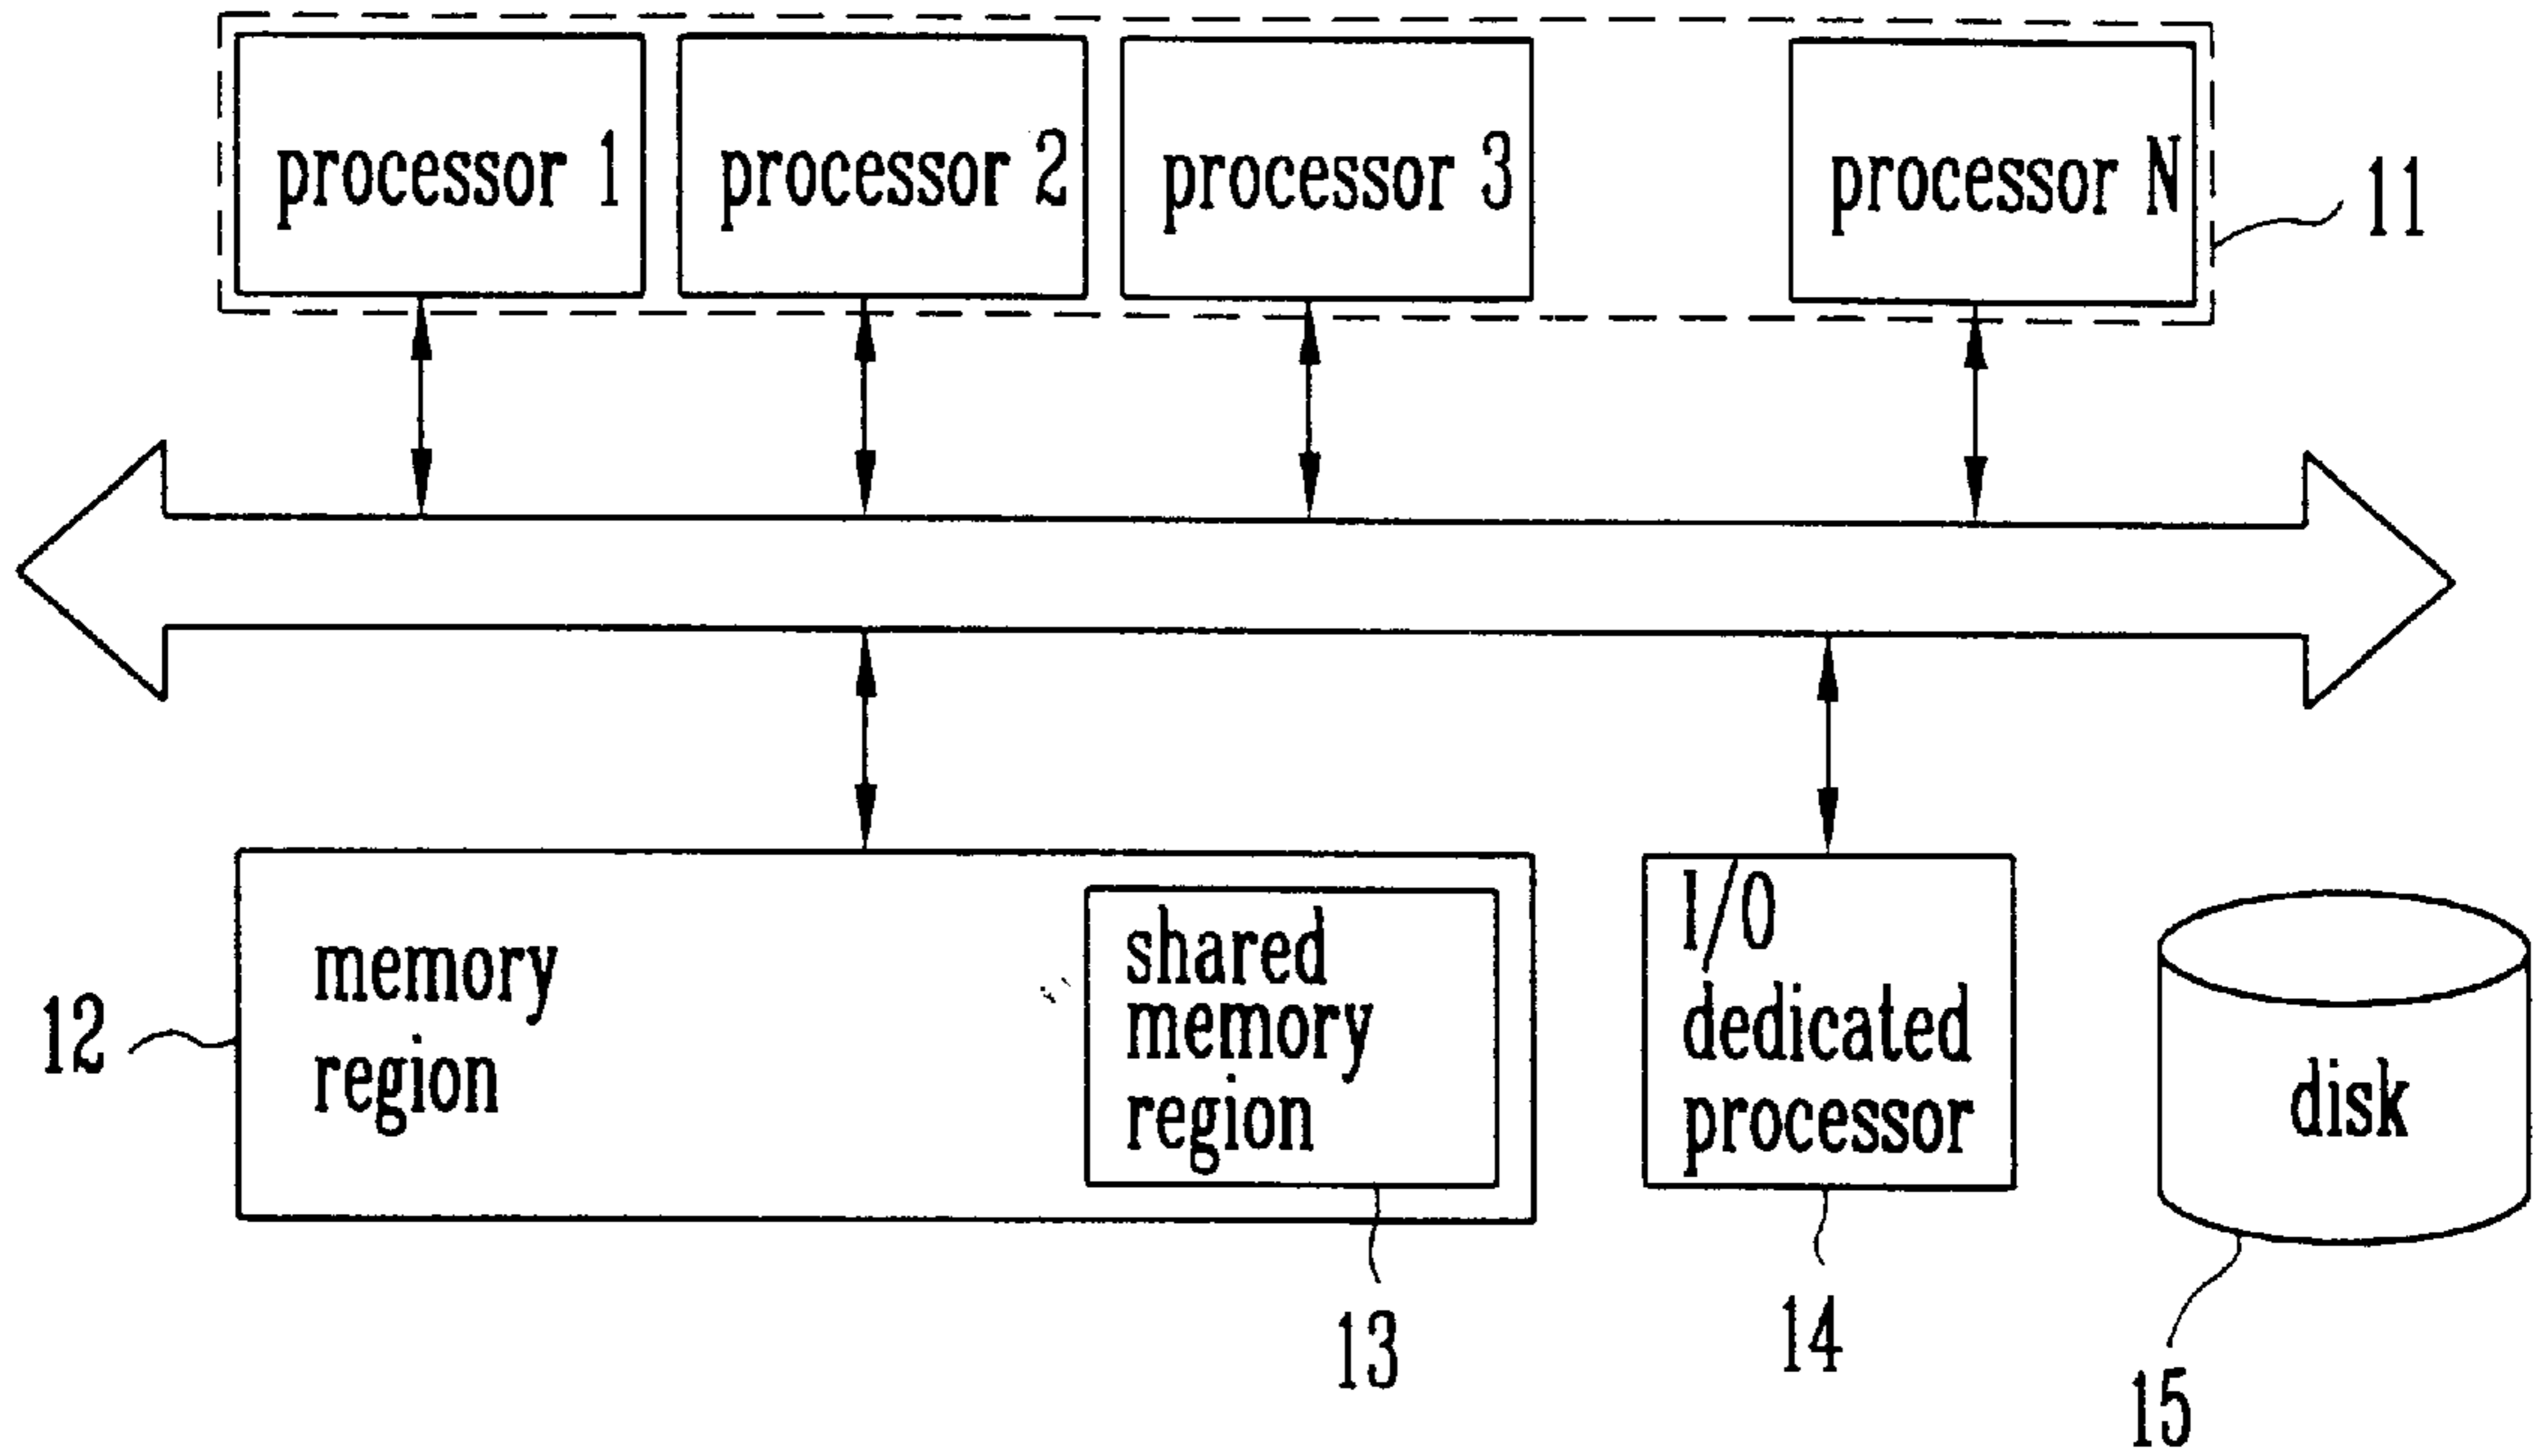 processor 1
processor 2
processor 3
processor N
11
memory
region
12
shared
memory
region
13
I/O
dedicated
processor
14
disk
15